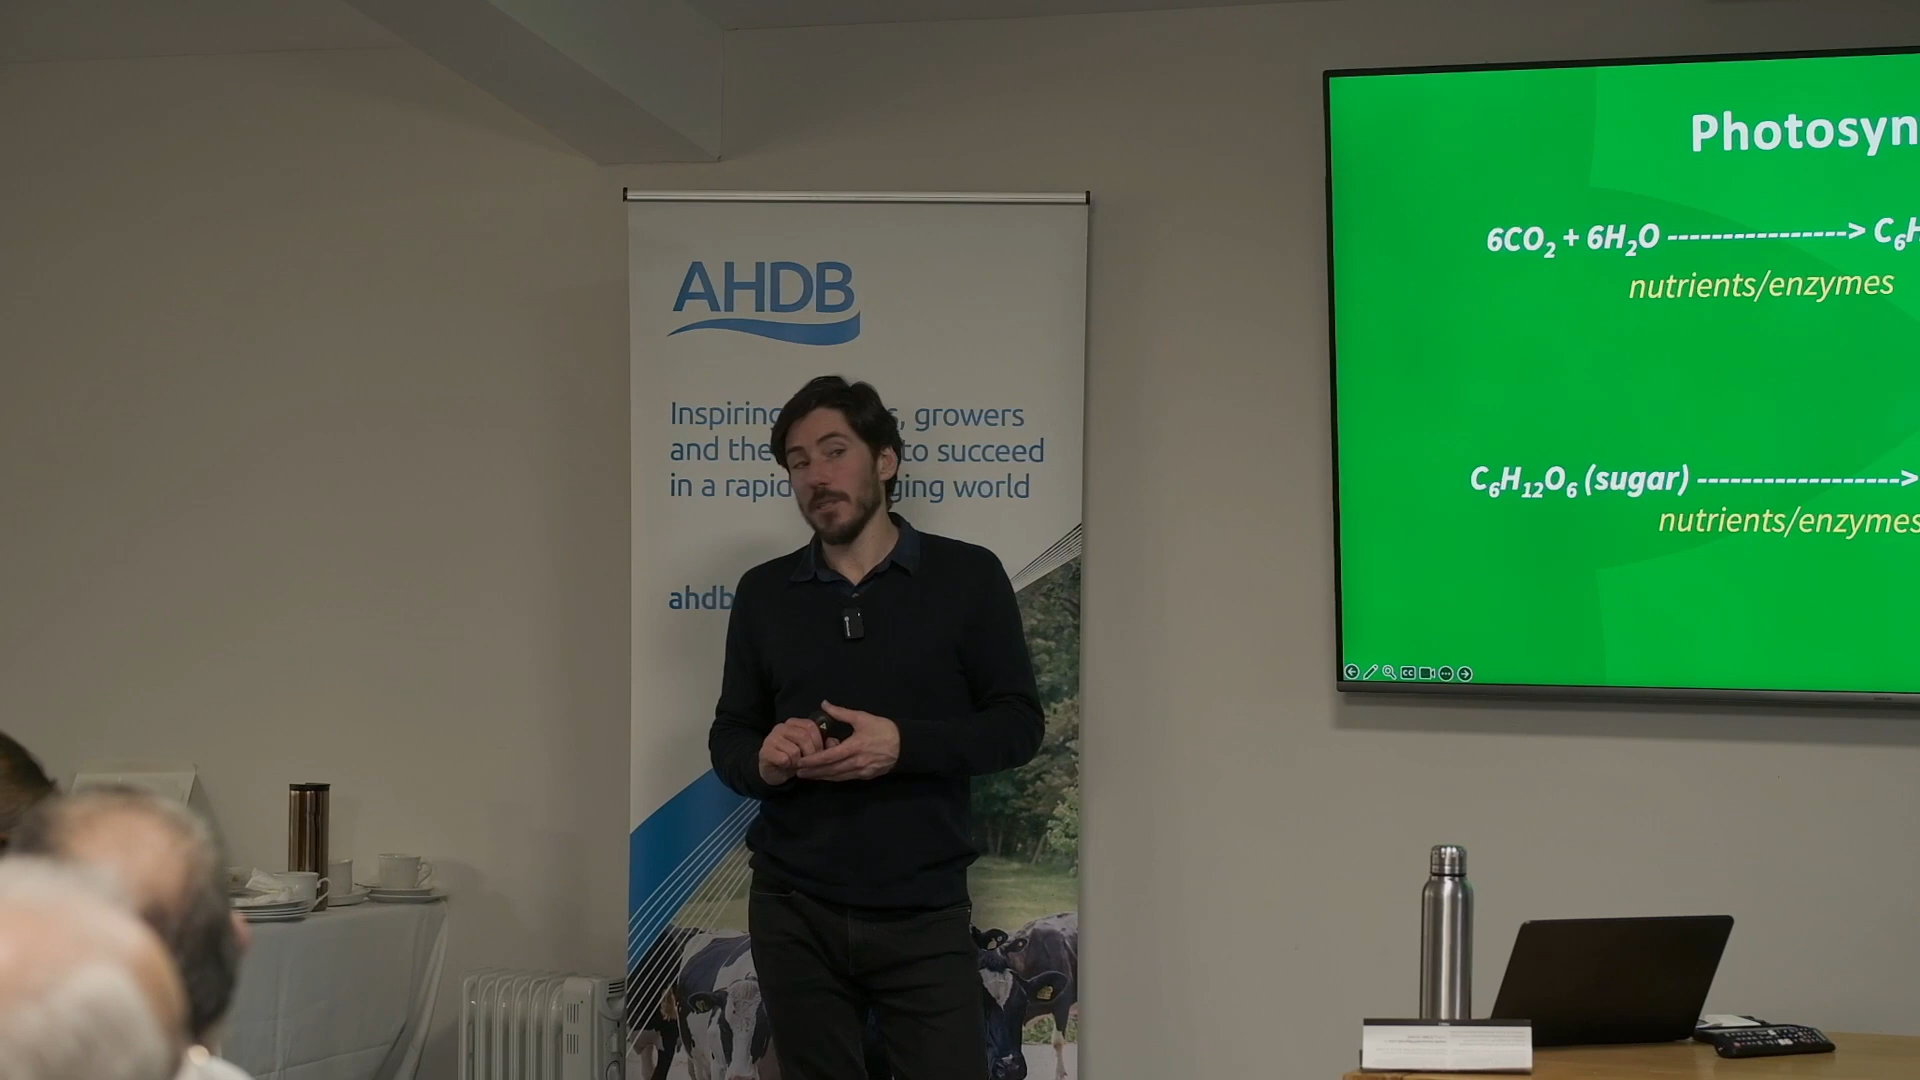 AHDB
Inspiring , growers
and the to succeed
in a rapid ging world
ahdb
Photosyn
6CO₂ + 6H₂O ----------------> C₆H
nutrients/enzymes
C₆H₁₂O₆ (sugar) ------------------>
nutrients/enzymes